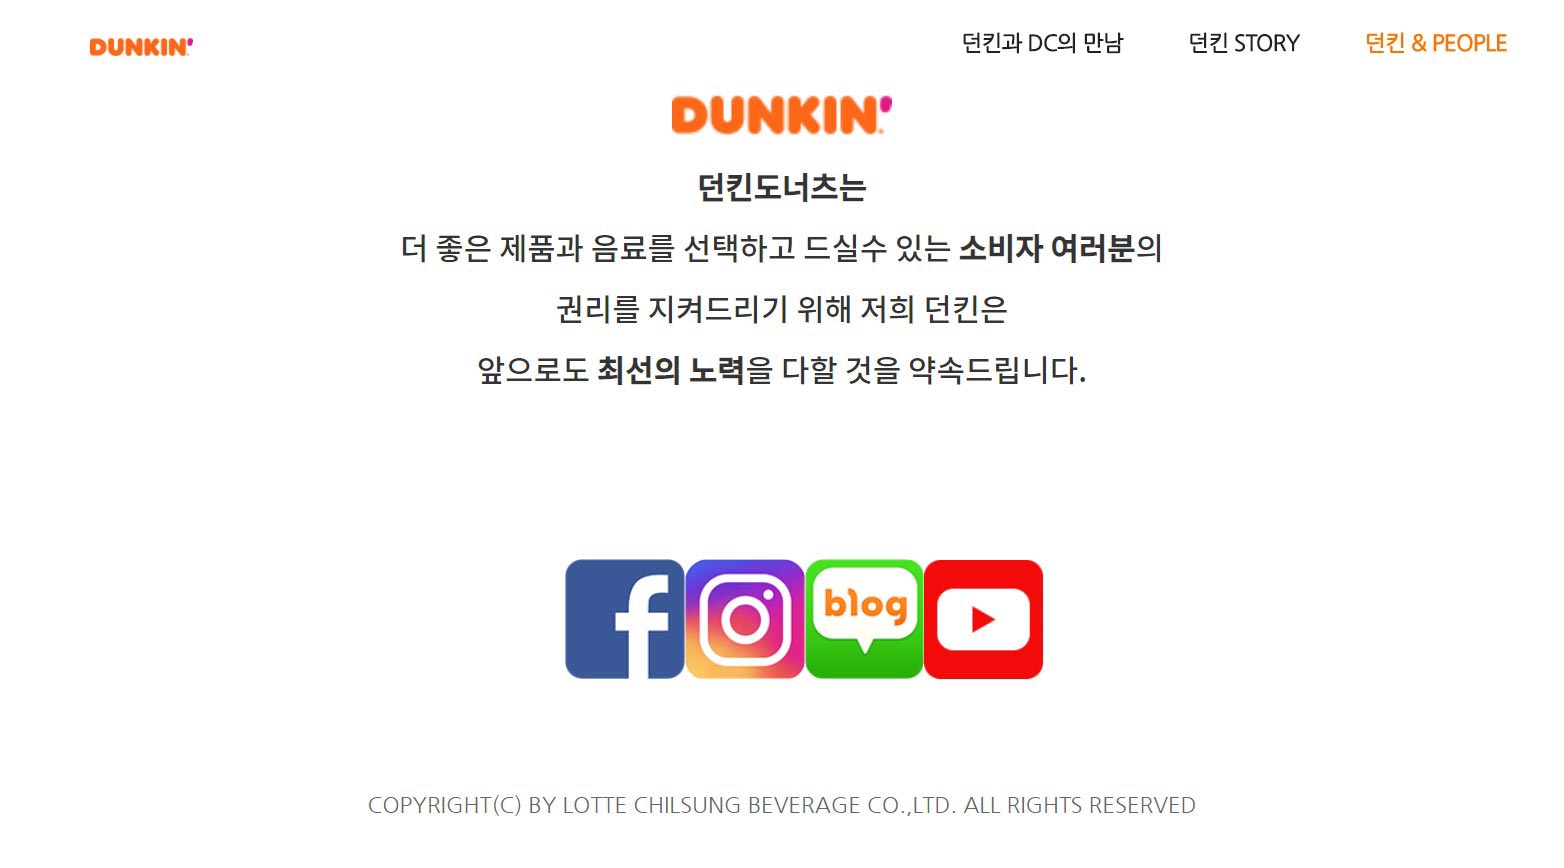 DUNKIN'
던킨과 DC의 만남
던킨 STORY
던킨 & PEOPLE
DUNKIN'
던킨도너츠는
더 좋은 제품과 음료를 선택하고 드실수 있는 소비자 여러분의
권리를 지켜드리기 위해 저희 던킨은
앞으로도 최선의 노력을 다할 것을 약속드립니다.
blog
COPYRIGHT(C) BY LOTTE CHILSUNG BEVERAGE CO.,LTD. ALL RIGHTS RESERVED